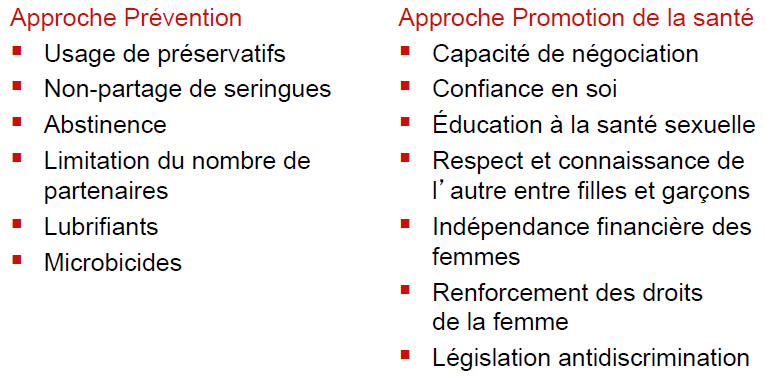 Approche Prévention
▪ Usage de préservatifs
▪ Non-partage de seringues
▪ Abstinence
▪ Limitation du nombre de
partenaires
▪ Lubrifiants
▪ Microbicides
Approche Promotion de la santé
▪ Capacité de négociation
▪ Confiance en soi
▪ Éducation à la santé sexuelle
▪ Respect et connaissance de
l’autre entre filles et garçons
▪ Indépendance financière des
femmes
▪ Renforcement des droits
de la femme
▪ Législation antidiscrimination